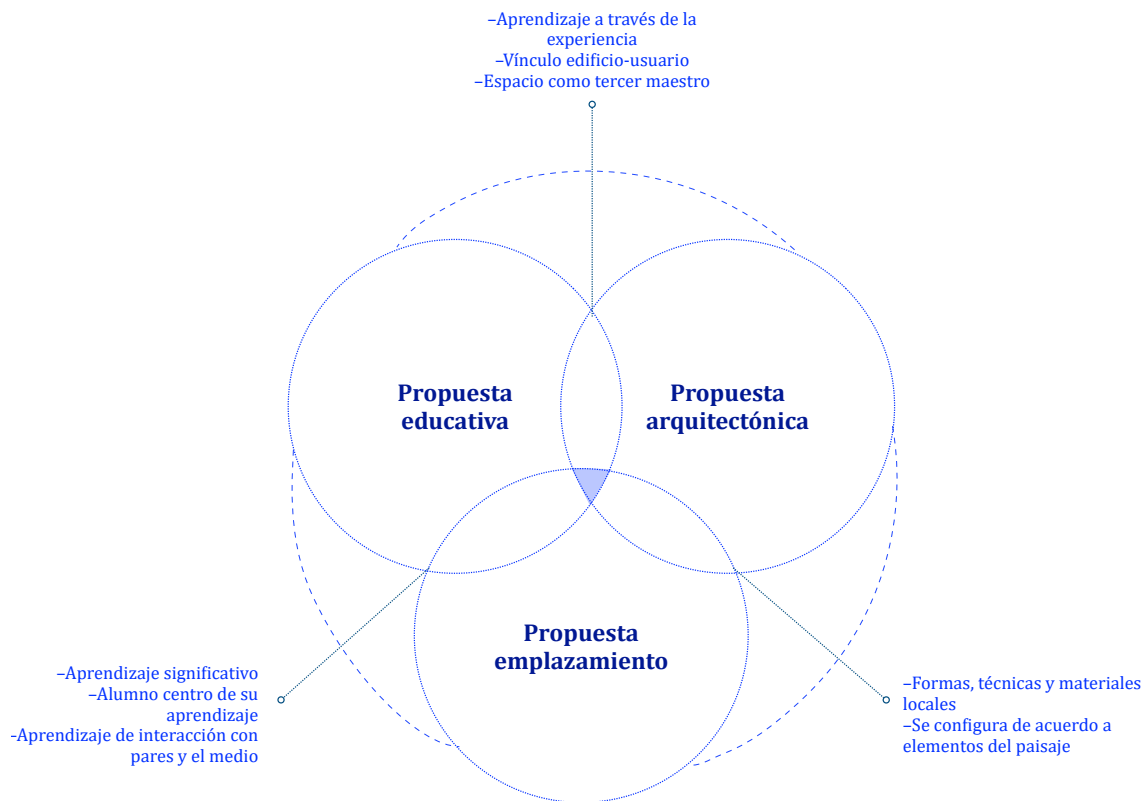 –Aprendizaje a través de la
experiencia
–Vínculo edificio-usuario
–Espacio como tercer maestro
Propuesta
educativa
Propuesta
arquitectónica
Propuesta
emplazamiento
–Aprendizaje significativo
–Alumno centro de su
aprendizaje
–Aprendizaje de interacción con
pares y el medio
–Formas, técnicas y materiales
locales
–Se configura de acuerdo a
elementos del paisaje